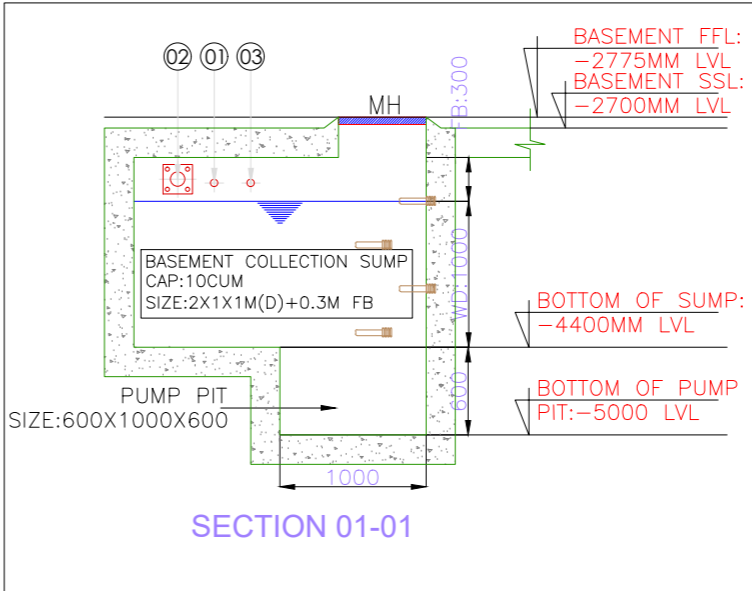 BASEMENT FFL:
-2775MM LVL
BASEMENT SSL:
-2700MM LVL
02 01 03
MH
FB:300
BASEMENT COLLECTION SUMP
CAP:10CUM
SIZE:2X1X1M(D)+0.3M FB
WD:1000
BOTTOM OF SUMP:
-4400MM LVL
PUMP PIT
SIZE:600X1000X600
600
BOTTOM OF PUMP
PIT:-5000 LVL
1000
SECTION 01-01